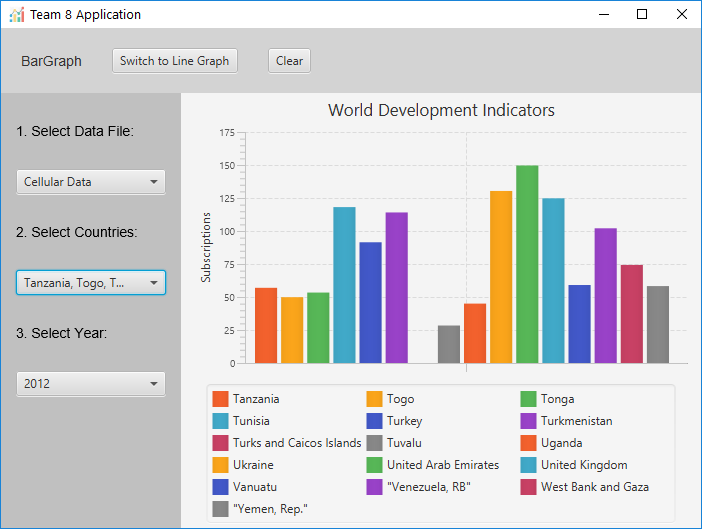 Team 8 Application
BarGraph
Switch to Line Graph
Clear
1. Select Data File:
Cellular Data
2. Select Countries:
Tanzania, Togo, T...
3. Select Year:
2012
World Development Indicators
Subscriptions
175
150
125
100
75
50
25
0
Tanzania Togo Tonga
Tunisia Turkey Turkmenistan
Turks and Caicos Islands Tuvalu Uganda
Ukraine United Arab Emirates United Kingdom
Vanuatu "Venezuela, RB" West Bank and Gaza
"Yemen, Rep."